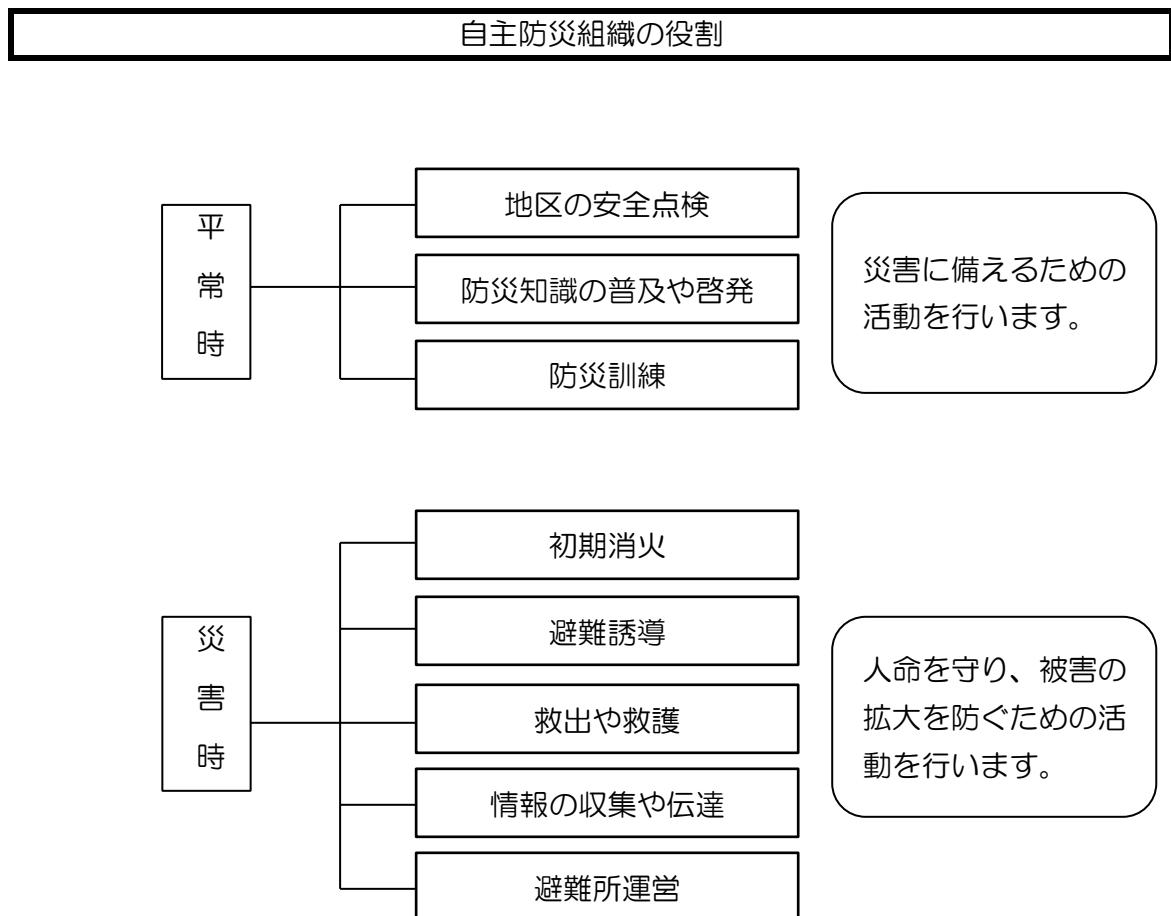 自主防災組織の役割
平常時
地区の安全点検
防災知識の普及や啓発
防災訓練
災害に備えるための
活動を行います。
災害時
初期消火
避難誘導
救出や救護
情報の収集や伝達
避難所運営
人命を守り、被害の
拡大を防ぐための活
動を行います。